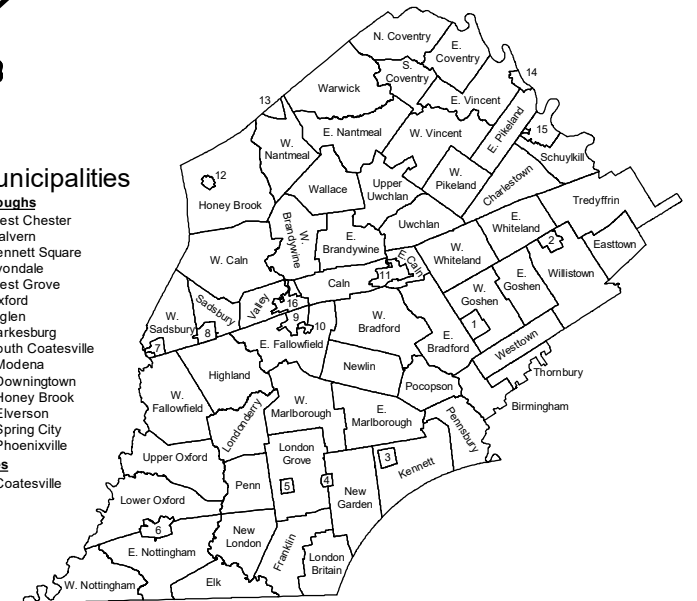 unicipalities
oughs
est Chester
alvern
ennett Square
vondale
est Grove
xford
tglen
arkesburg
outh Coatesville
Modena
Downingtown
Honey Brook
Elverson
Spring City
Phoenixville
s
Coatesville
N. Coventry
E.
Coventry
S.
Coventry
14
Warwick
E. Vincent
13
E. Nantmeal
W. Vincent
E. Pikeland
15
W.
Nantmeal
Schuylkill
12
Honey Brook
Wallace
Upper
Uwchlan
W.
Pikeland
Charlestown
Tredyffrin
W.
Brandywine
E.
Brandywine
Uwchlan
E.
Whiteland
2
Easttown
W. Caln
W.
Whiteland
E. Caln
11
Caln
E.
Goshen
Willistown
W.
Goshen
1
W.
Sadsbury
Sadsbury
Valley
16
9
10
7
8
W.
Bradford
E.
Bradford
Westtown
E. Fallowfield
Thornbury
Highland
Newlin
Pocopson
Birmingham
W.
Fallowfield
Londonderry
W.
Marlborough
E.
Marlborough
Pennsbury
Upper Oxford
London
Grove
3
Kennett
Penn
5
4
New
Garden
Lower Oxford
6
E. Nottingham
New
London
Franklin
London
Britain
W. Nottingham
Elk